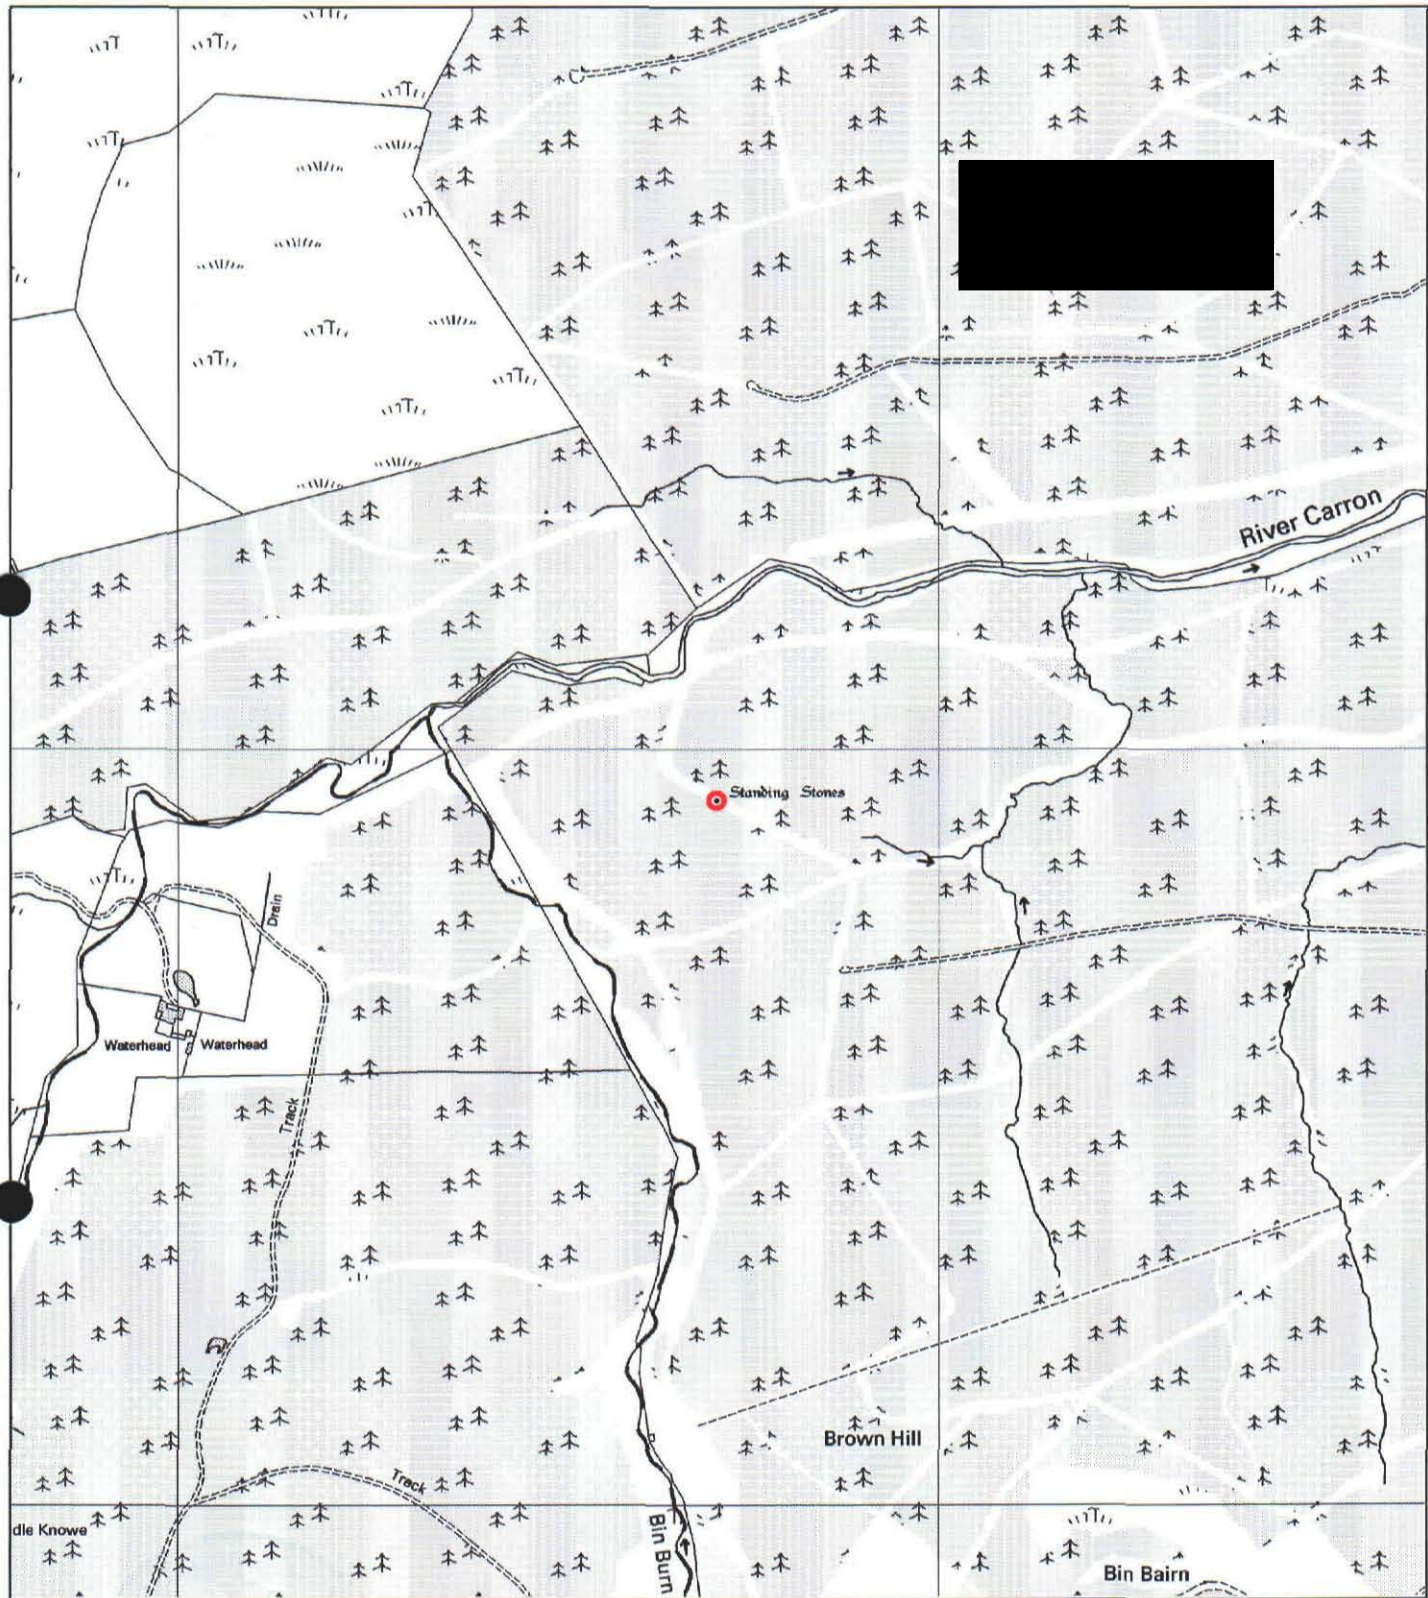 River Carron
Standing Stones
Drain
Waterhead
Waterhead
Track
Brown Hill
Track
dle Knowe
Bin Burn
Bin Bairn